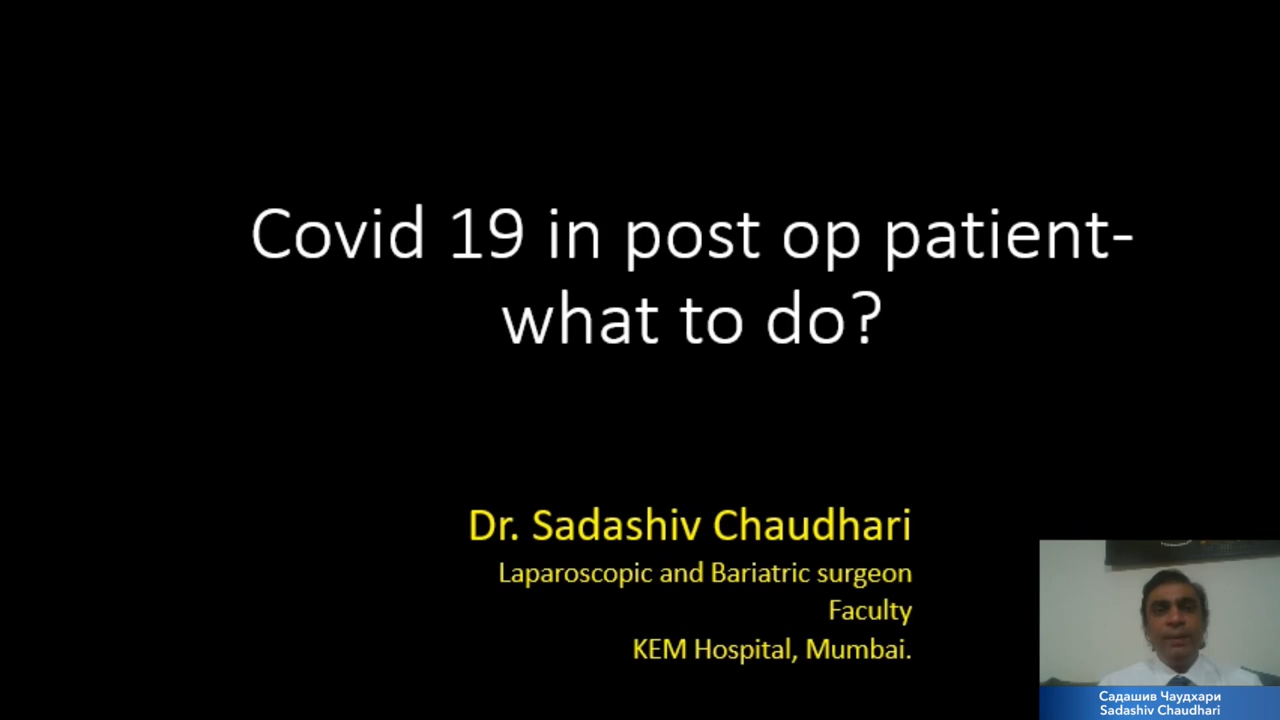 Covid 19 in post op patient-
what to do?
Dr. Sadashiv Chaudhari
Laparoscopic and Bariatric surgeon
Faculty
KEM Hospital, Mumbai.
Садашив Чаудхари
Sadashiv Chaudhari